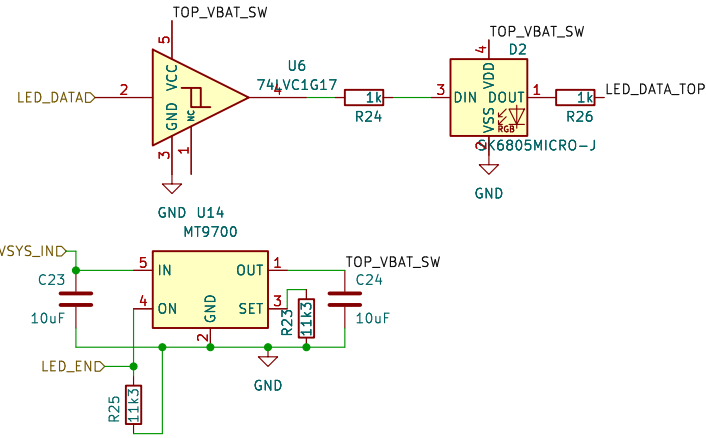 TOP_VBAT_SW
5
U6
74LVC1G17
VCC
GND
NC
LED_DATA
2
4
3
1
GND
1k
R24
TOP_VBAT_SW
4
D2
VDD
3
DIN
DOUT
1
VSS
RGB
2
SK6805MICRO-J
GND
1k
R26
LED_DATA_TOP
U14
MT9700
VSYS_IN
C23
10uF
5
IN
OUT
1
4
ON
GND
SET
3
2
TOP_VBAT_SW
C24
10uF
R23
11k3
GND
LED_EN
R25
11k3